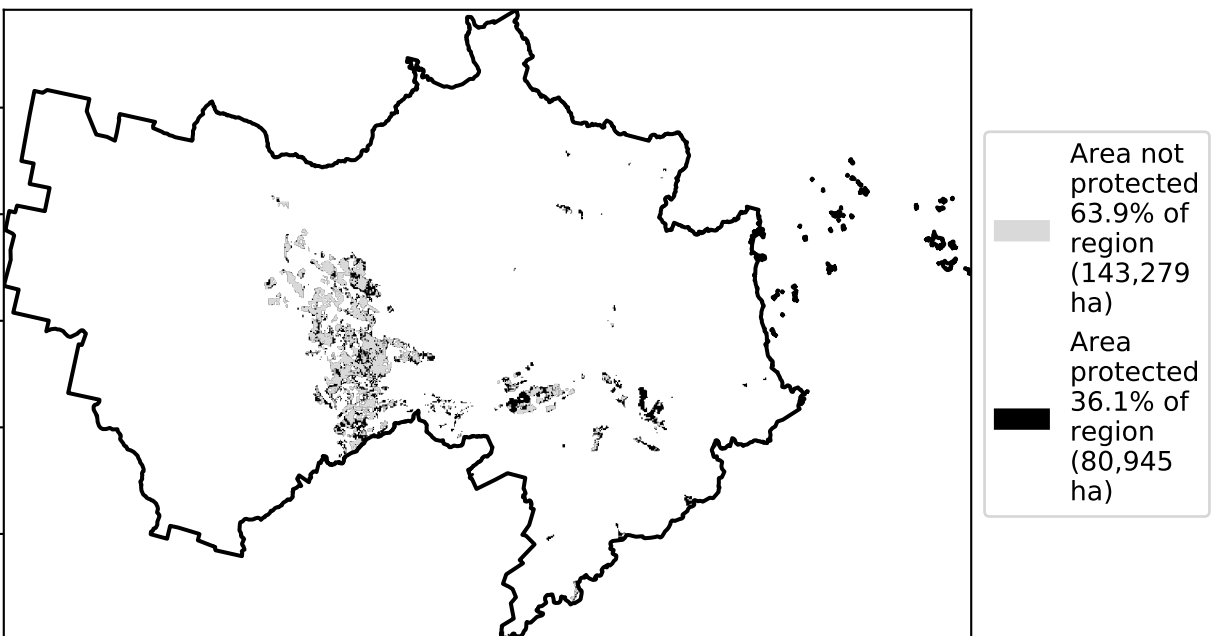 Area not
protected
63.9% of
region
(143,279
ha)
Area
protected
36.1% of
region
(80,945
ha)